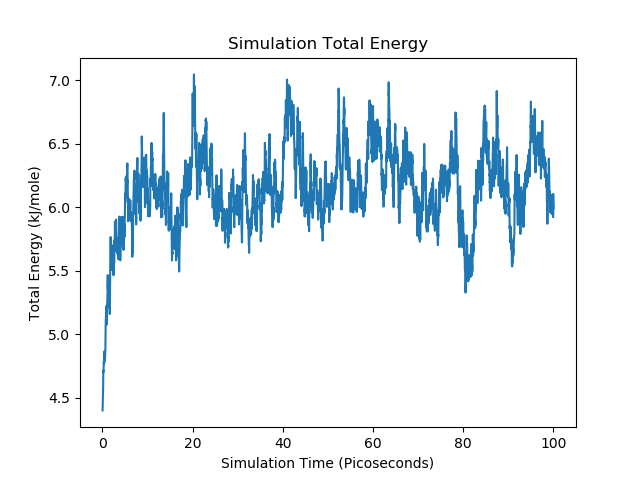 Simulation Total Energy
Total Energy (kJ/mole)
7.0
6.5
6.0
5.5
5.0
4.5
0 20 40 60 80 100
Simulation Time (Picoseconds)